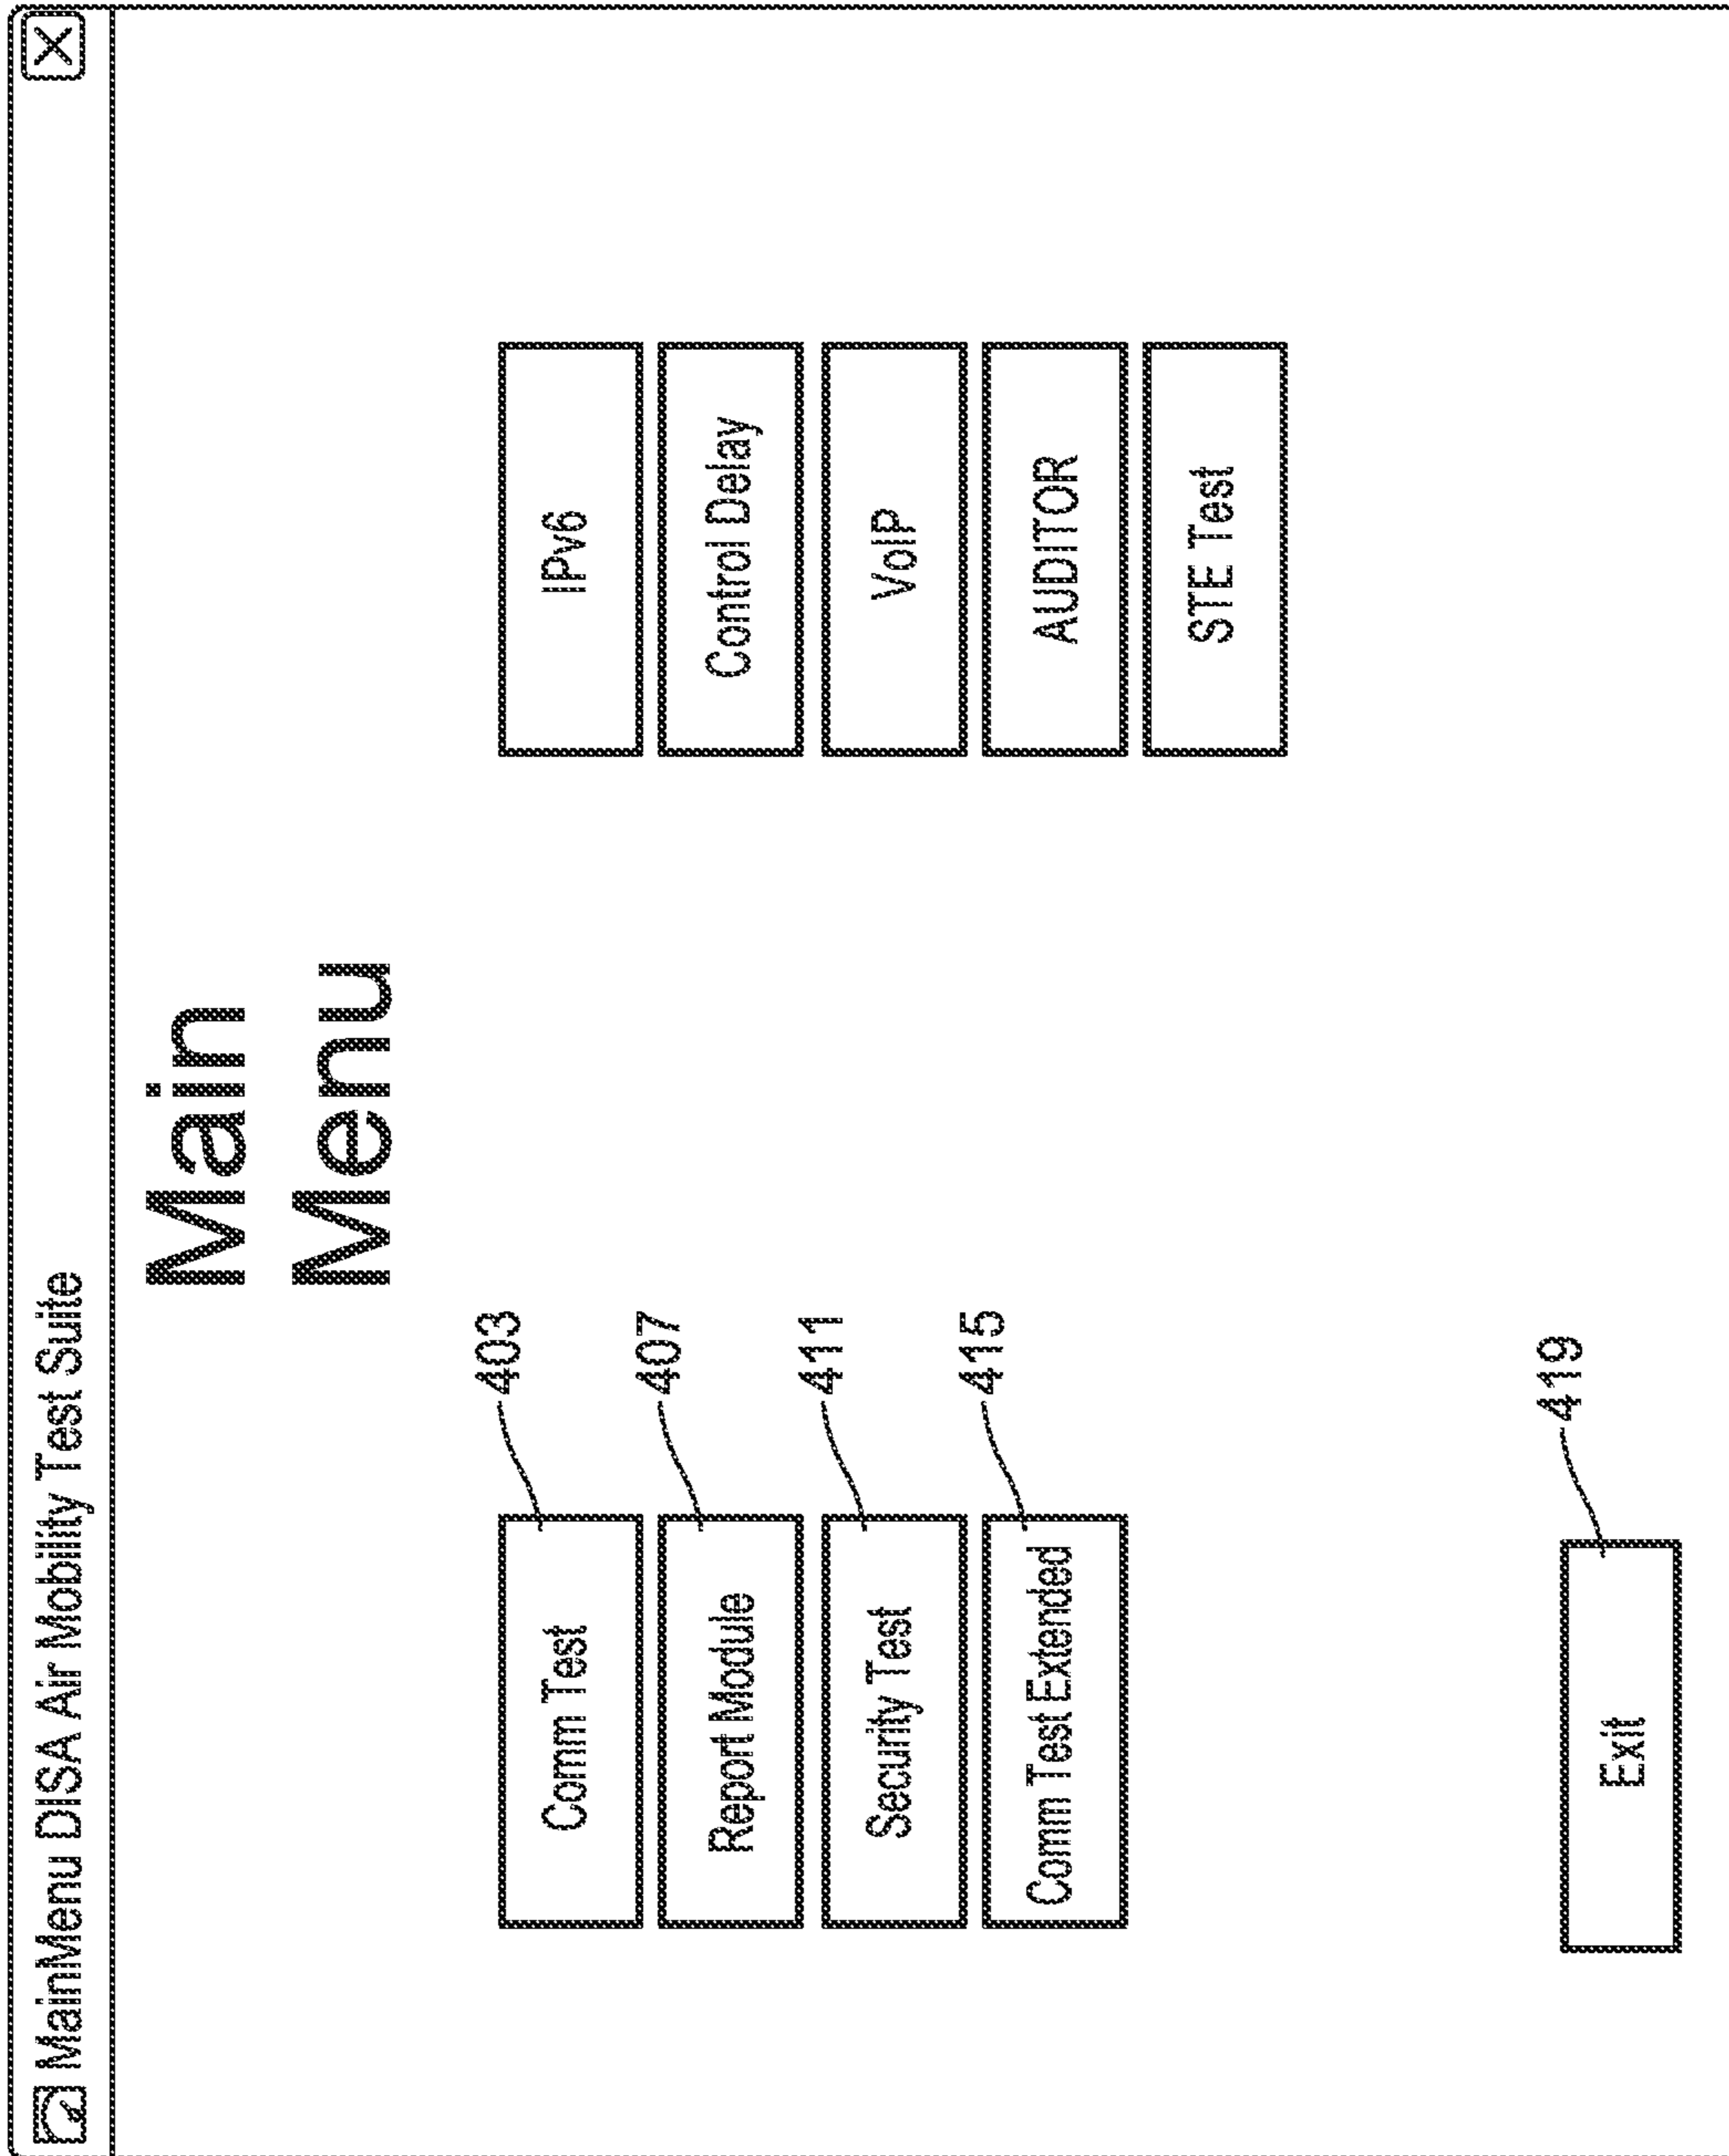 MainMenu DISA Air Mobility Test Suite
X
Main
Menu
Comm Test
403
Report Module
407
Security Test
411
Comm Test Extended
415
IPv6
Control Delay
VoIP
AUDITOR
STE Test
Exit
419